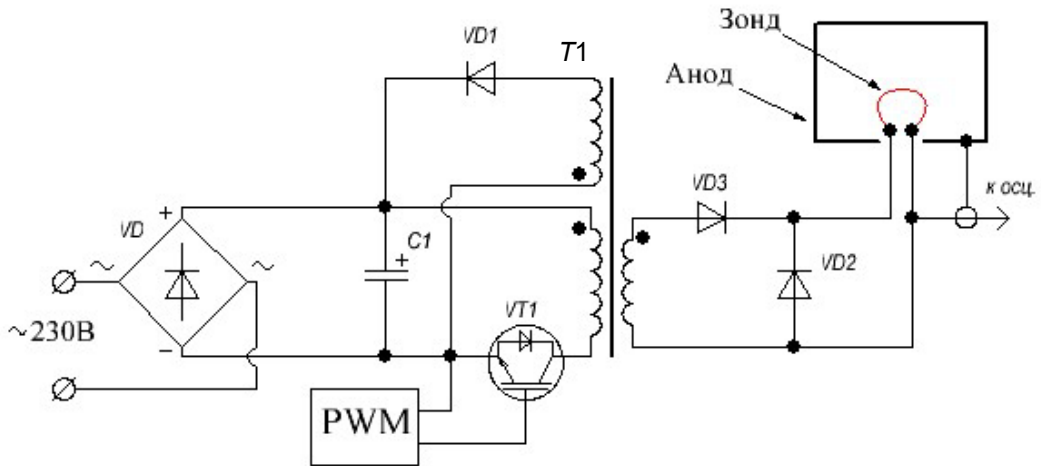 VD1
T1
Зонд
Анод
VD3
к осц.
VD
+
C1
+
VD2
~
~
~230В
VT1
–
PWM